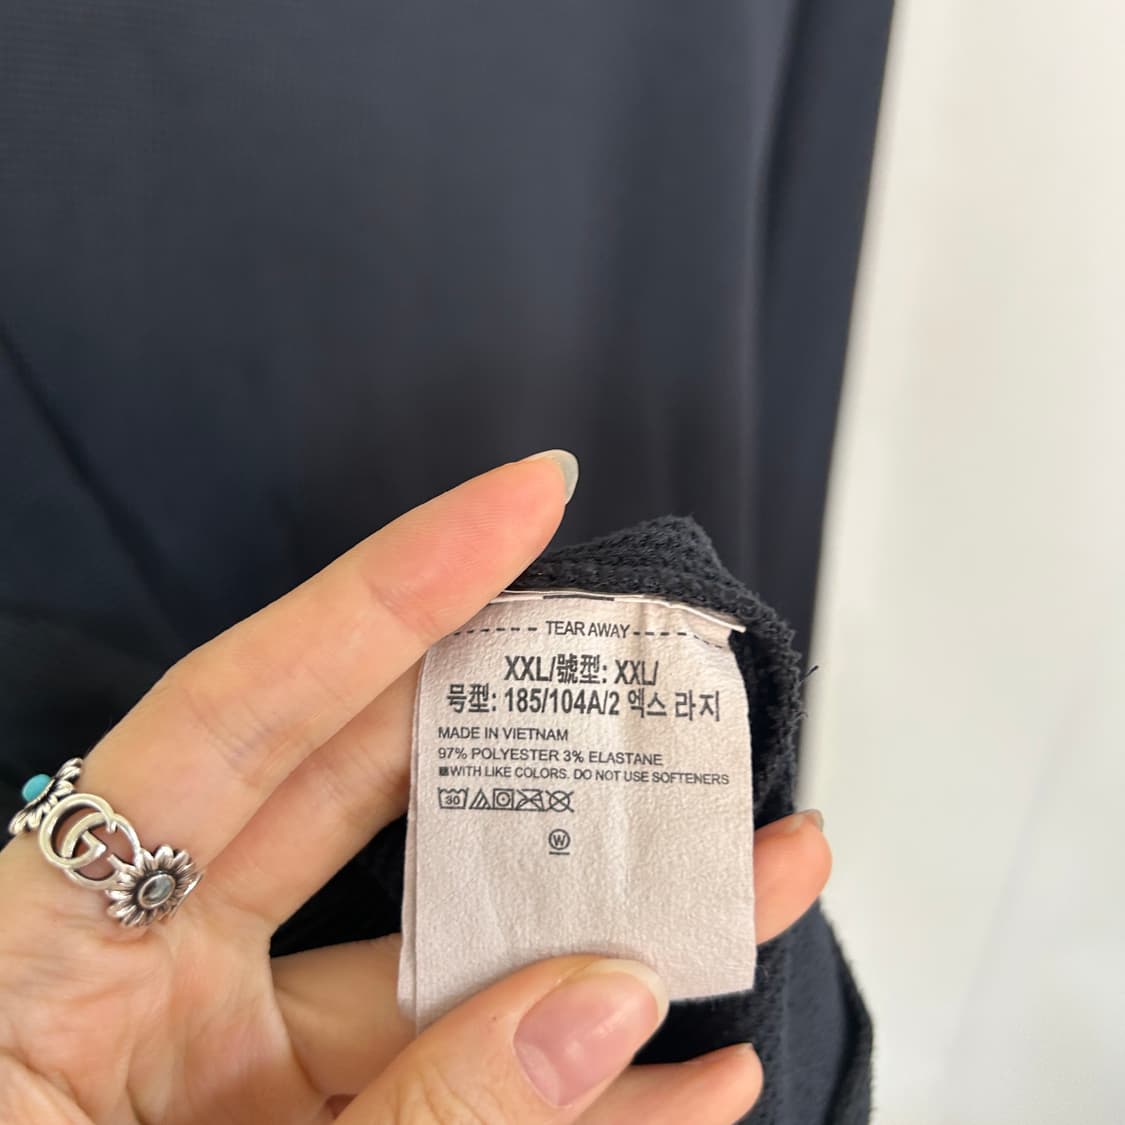 TEAR AWAY
XXL/號型: XXL/
号型: 185/104A/2 엑스 라지
MADE IN VIETNAM
97% POLYESTER 3% ELASTANE
WITH LIKE COLORS. DO NOT USE SOFTENERS
30
W